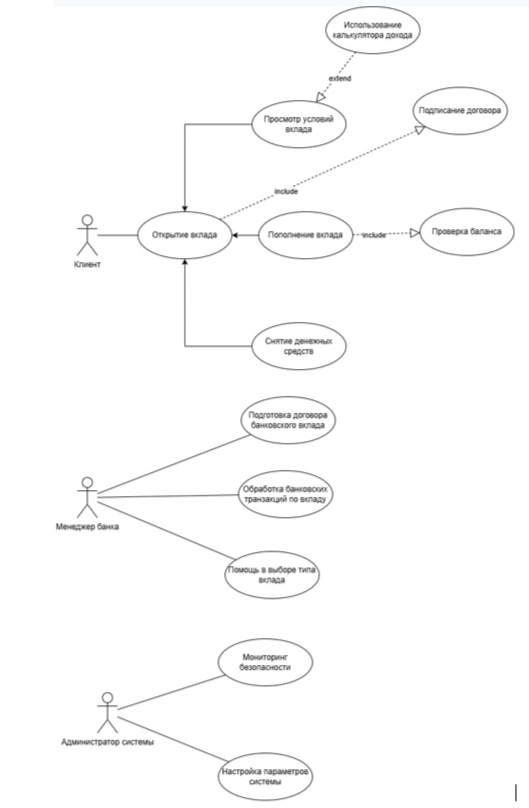 Использование
калькулятора дохода
extend
Подписание договора
Просмотр условий
вклада
include
Открытие вклада
Пополнение вклада
include
Проверка баланса
Клиент
Снятие денежных
средств
Подготовка договора
банковского вклада
Обработка банковских
транзакций по вкладу
Менеджер банка
Помощь в выборе типа
вклада
Мониторинг
безопасности
Администратор системы
Настройка параметров
системы